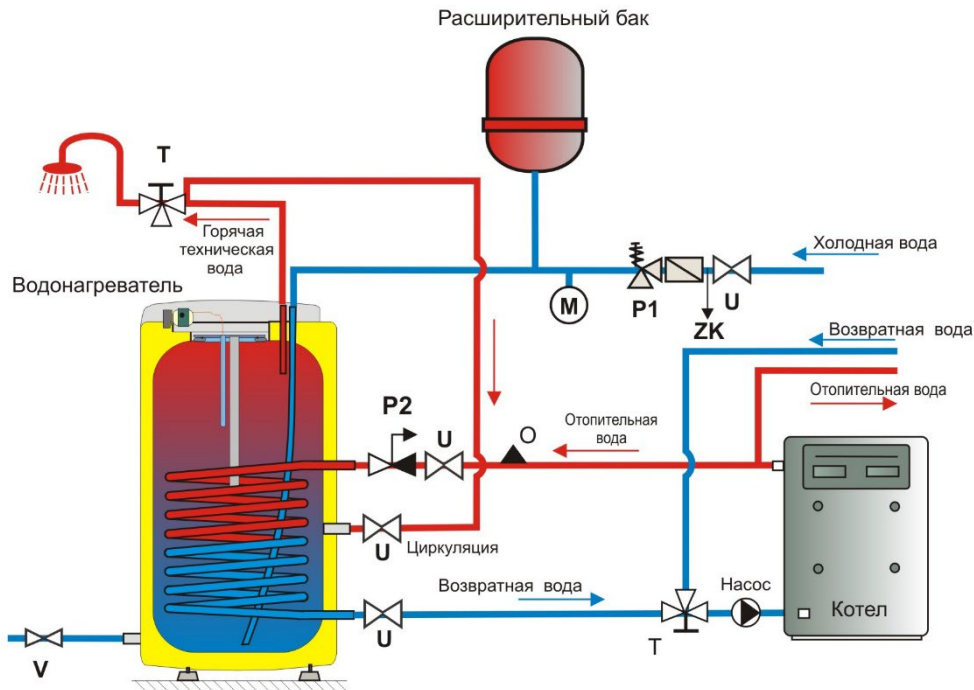 Расширительный бак
T
Горячая
техническая
вода
Холодная вода
Водонагреватель
M
P1
U
ZK
Возвратная вода
Отопительная вода
P2
U
O
Отопительная
вода
U
Циркуляция
Возвратная вода
Насос
Котел
V
U
T